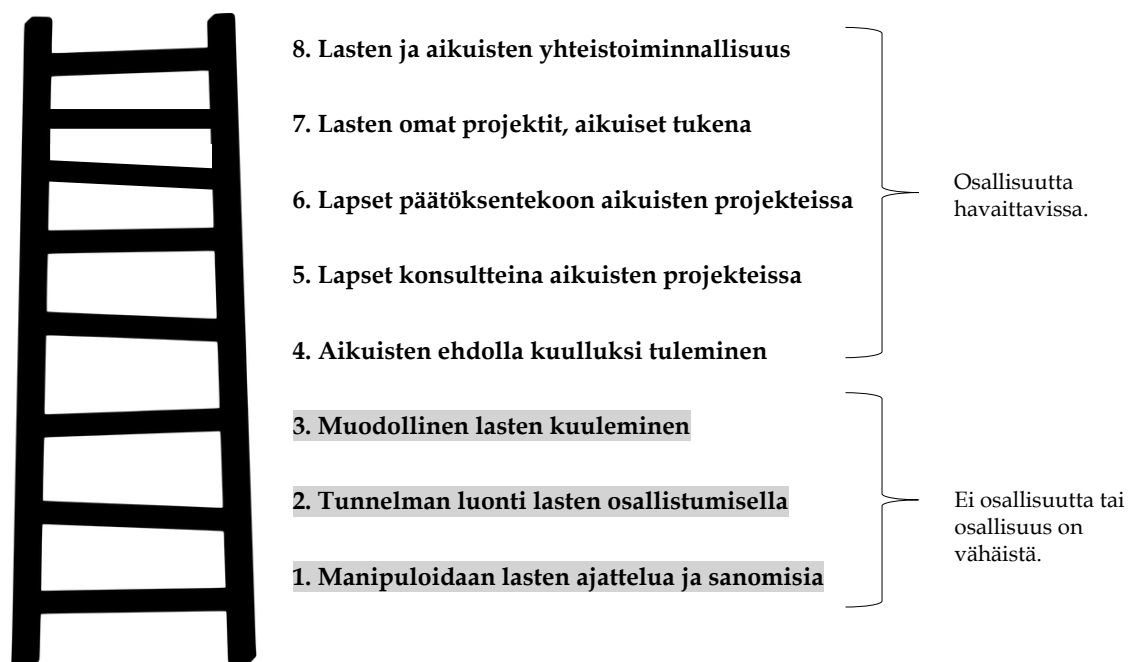 8. Lasten ja aikuisten yhteistoiminnallisuus
7. Lasten omat projektit, aikuiset tukena
6. Lapset päätöksentekoon aikuisten projekteissa
5. Lapset konsultteina aikuisten projekteissa
4. Aikuisten ehdolla kuulluksi tuleminen
Osallisuutta
havaittavissa.
3. Muodollinen lasten kuuleminen
2. Tunnelman luonti lasten osallistumisella
1. Manipuloidaan lasten ajattelua ja sanomisia
Ei osallisuutta tai
osallisuus on
vähäistä.